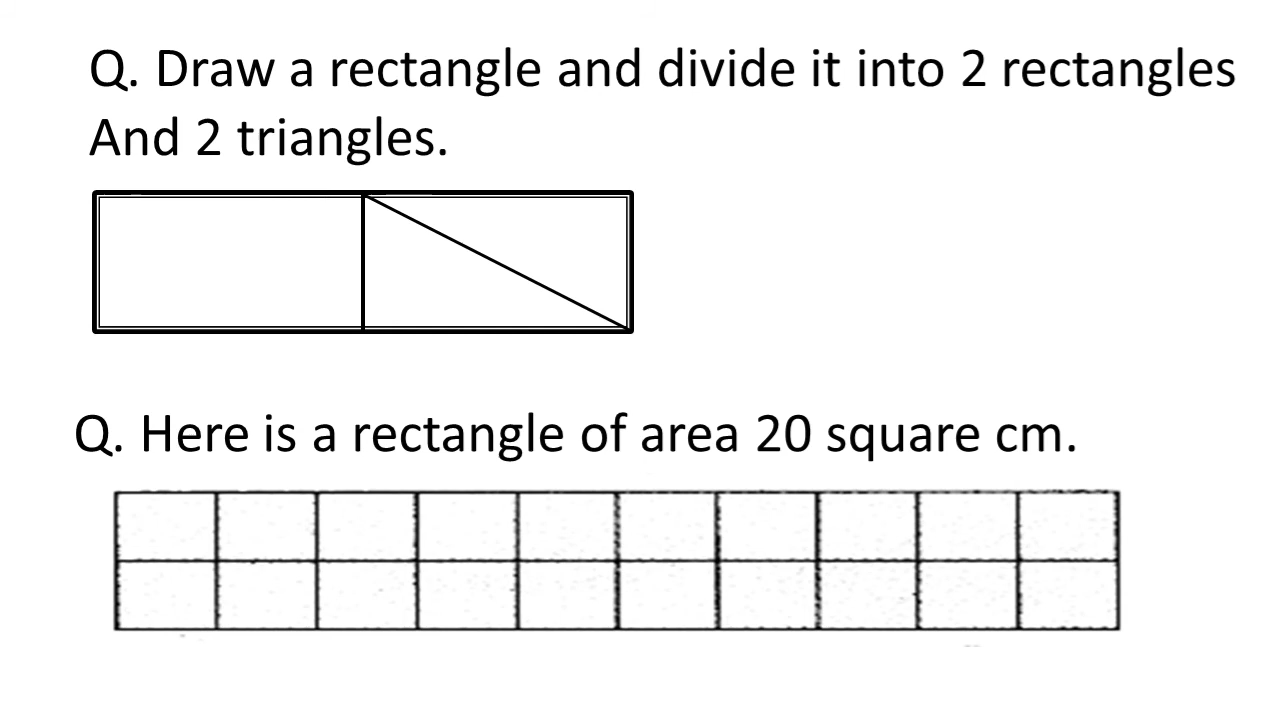 Q. Draw a rectangle and divide it into 2 rectangles
And 2 triangles.
Q. Here is a rectangle of area 20 square cm.